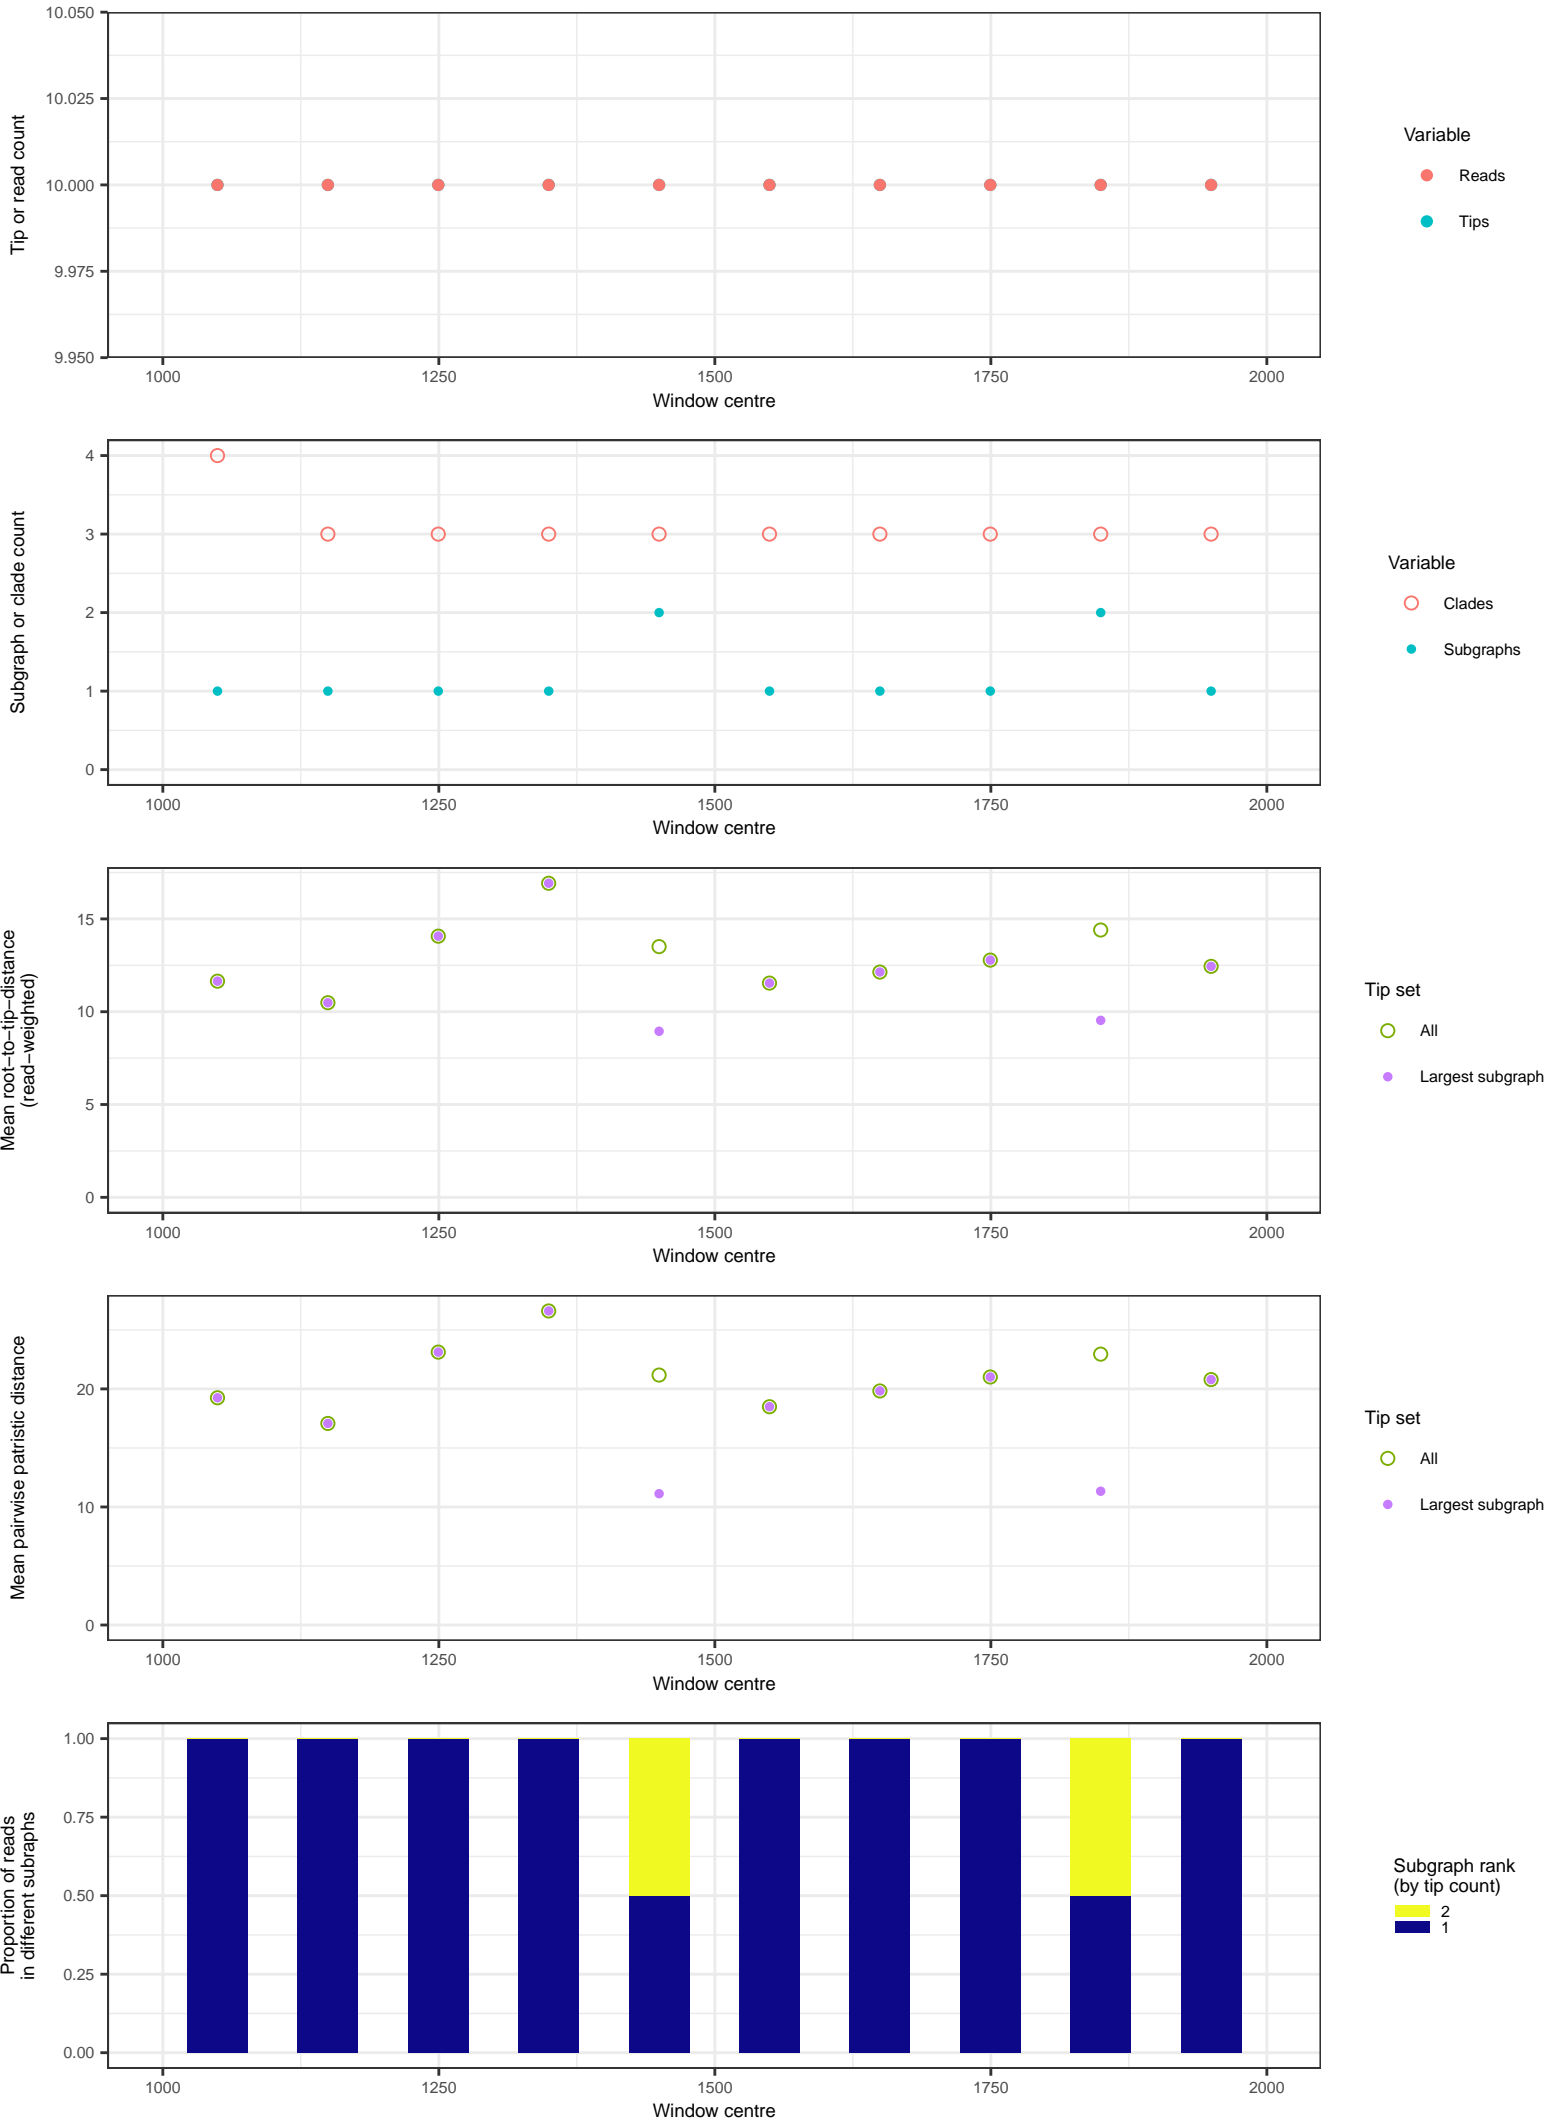 10.050
10.025
10.000
9.975
9.950
Tip or read count
1000 1250 1500 1750 2000
Window centre
Variable
Reads
Tips
4
3
2
1
0
Subgraph or clade count
1000 1250 1500 1750 2000
Window centre
Variable
Clades
Subgraphs
15
10
5
0
Mean root−to−tip−distance
(read−weighted)
1000 1250 1500 1750 2000
Window centre
Tip set
All
Largest subgraph
20
10
0
Mean pairwise patristic distance
1000 1250 1500 1750 2000
Window centre
Tip set
All
Largest subgraph
1.00
0.75
0.50
0.25
0.00
Proportion of reads
in different subraphs
1000 1250 1500 1750 2000
Window centre
Subgraph rank
(by tip count)
2
1